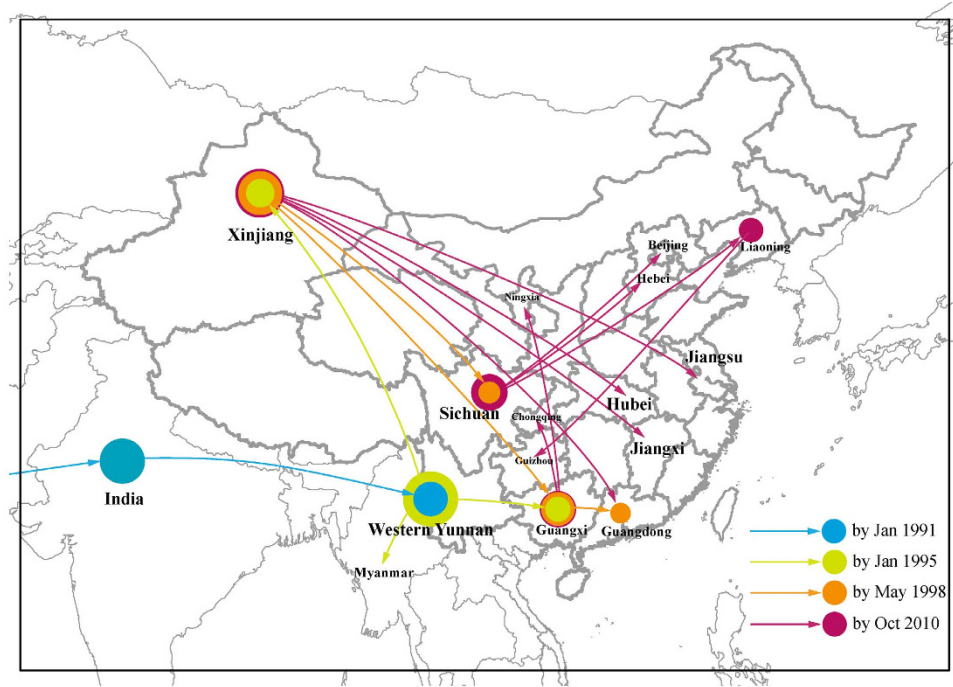 Xinjiang
Beijing
Liaoning
Hebei
Ningxia
Jiangsu
Sichuan
Hubei
Chongqing
Jiangxi
Guizhou
India
Western Yunnan
Guangxi
Guangdong
Myanmar
by Jan 1991
by Jan 1995
by May 1998
by Oct 2010